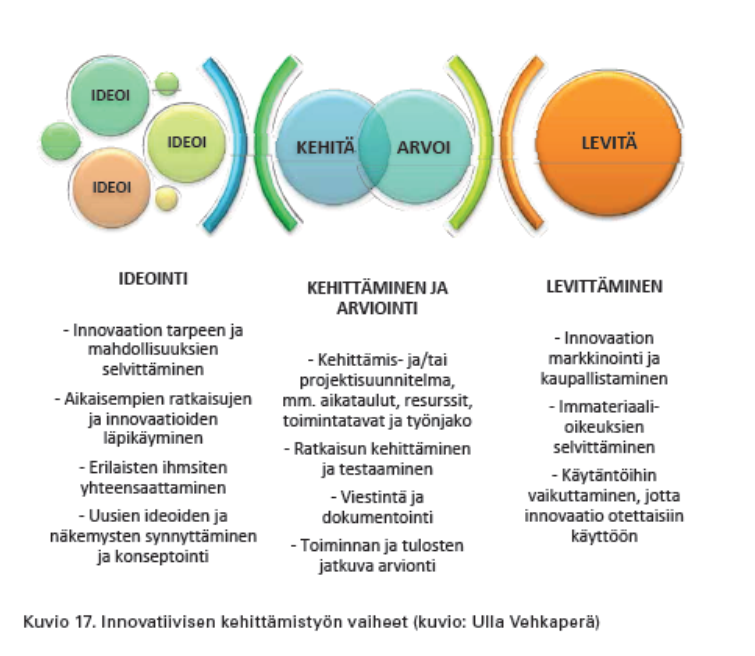 IDEOI
IDEOI
IDEOI
KEHITÄ
ARVOI
LEVITÄ
IDEOINTI
- Innovaation tarpeen ja
mahdollisuuksien
selvittäminen
- Aikaisempien ratkaisujen
ja innovaatioiden
läpikäyminen
- Erilaisten ihmsiten
yhteensaattaminen
- Uusien ideoiden ja
näkemysten synnyttäminen
ja konseptointi
KEHITTÄMINEN JA
ARVIOINTI
- Kehittämis- ja/tai
projektisuunnitelma,
mm. aikataulut, resurssit,
toimintatavat ja työnjako
- Ratkaisun kehittäminen
ja testaaminen
- Viestintä ja
dokumentointi
- Toiminnan ja tulosten
jatkuva arvionti
LEVITTÄMINEN
- Innovaation
markkinointi ja
kaupallistaminen
- Immateriaali-
oikeuksien
selvittäminen
- Käytäntöihin
vaikuttaminen, jotta
innovaatio otettaisiin
käyttöön
Kuvio 17. Innovatiivisen kehittämistyön vaiheet (kuvio: Ulla Vehkaperä)